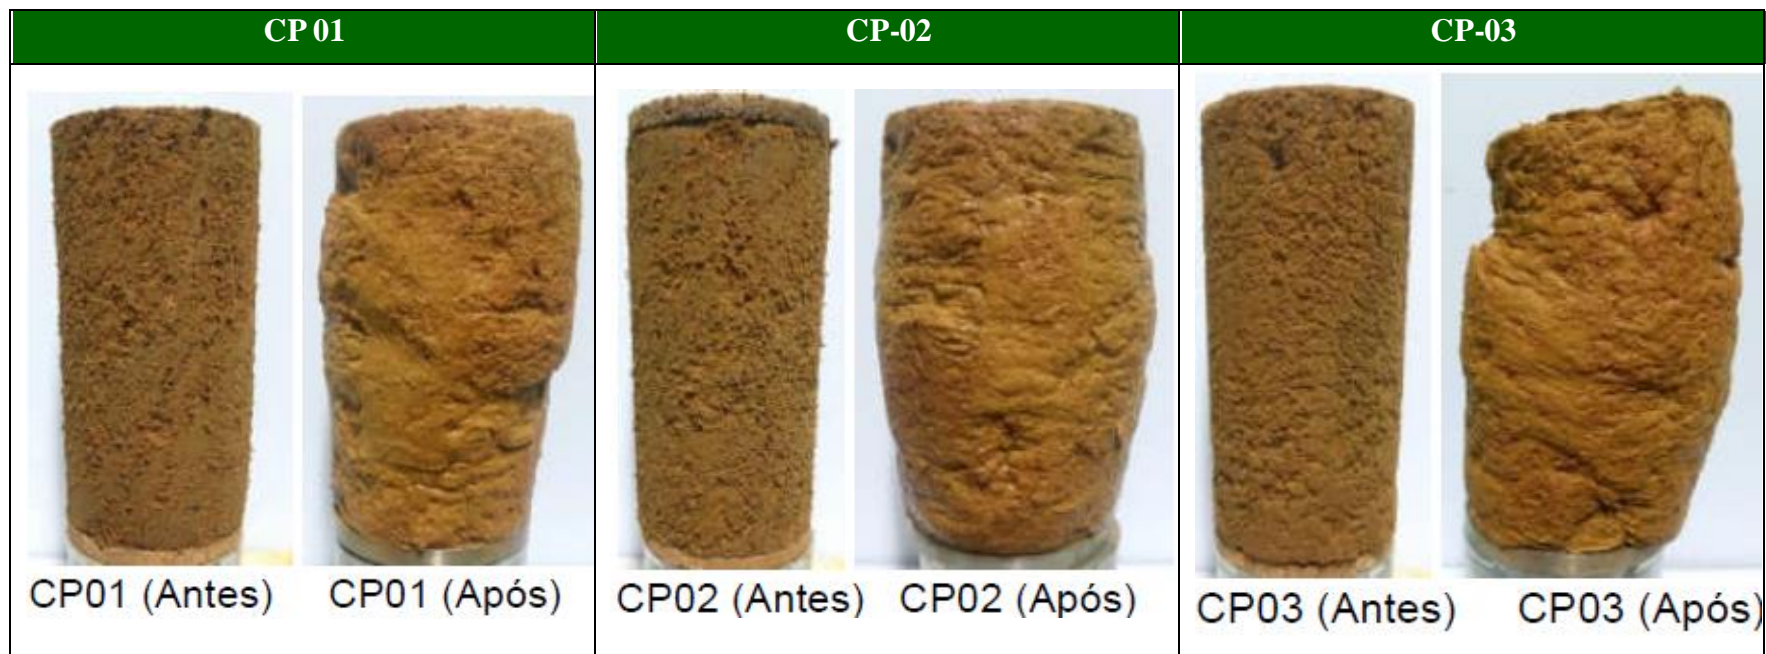 CP 01
CP-02
CP-03
CP01 (Antes)
CP01 (Após)
CP02 (Antes)
CP02 (Após)
CP03 (Antes)
CP03 (Após)